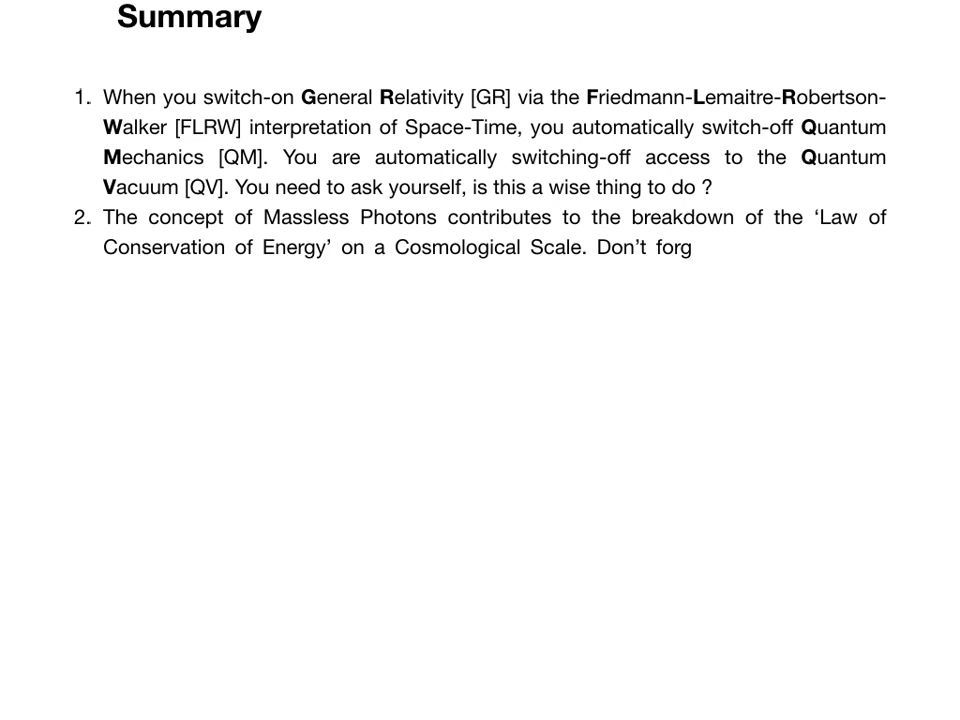 Summary
1. When you switch-on General Relativity [GR] via the Friedmann-Lemaitre-Robertson-
Walker [FLRW] interpretation of Space-Time, you automatically switch-off Quantum
Mechanics [QM]. You are automatically switching-off access to the Quantum
Vacuum [QV]. You need to ask yourself, is this a wise thing to do ?
2. The concept of Massless Photons contributes to the breakdown of the ‘Law of
Conservation of Energy’ on a Cosmological Scale. Don’t forg